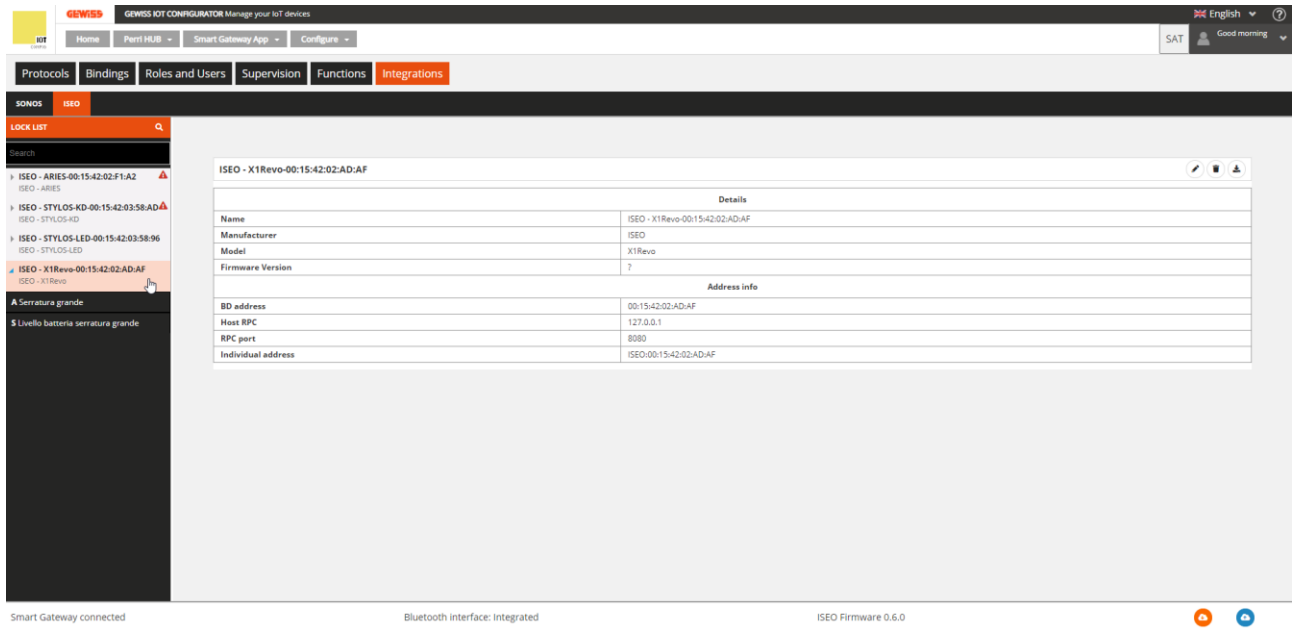 GEWISS GEWISS IOT CONFIGURATOR Manage your IoT devices English
IOT
Home Perri HUB Smart Gateway App Configure SAT Good morning
Protocols Bindings Roles and Users Supervision Functions Integrations
SONOS ISEO
LOCK LIST
Search
ISEO - ARIES-00:15:42:02:F1:A2
ISEO - ARIES
ISEO - STYLOS-KD-00:15:42:03:58:AD
ISEO - STYLOS-KD
ISEO - STYLOS-LED-00:15:42:03:58:96
ISEO - STYLOS-LED
ISEO - X1Revo-00:15:42:02:AD:AF
ISEO - X1Revo
A Serratura grande
S Livello batteria serratura grande
ISEO - X1Revo-00:15:42:02:AD:AF
Details
Name ISEO - X1Revo-00:15:42:02:AD:AF
Manufacturer ISEO
Model X1Revo
Firmware Version ?
Address info
BD address 00:15:42:02:AD:AF
Host RPC 127.0.0.1
RPC port 8080
Individual address ISEO:00:15:42:02:AD:AF
Smart Gateway connected Bluetooth interface: Integrated ISEO Firmware 0.6.0